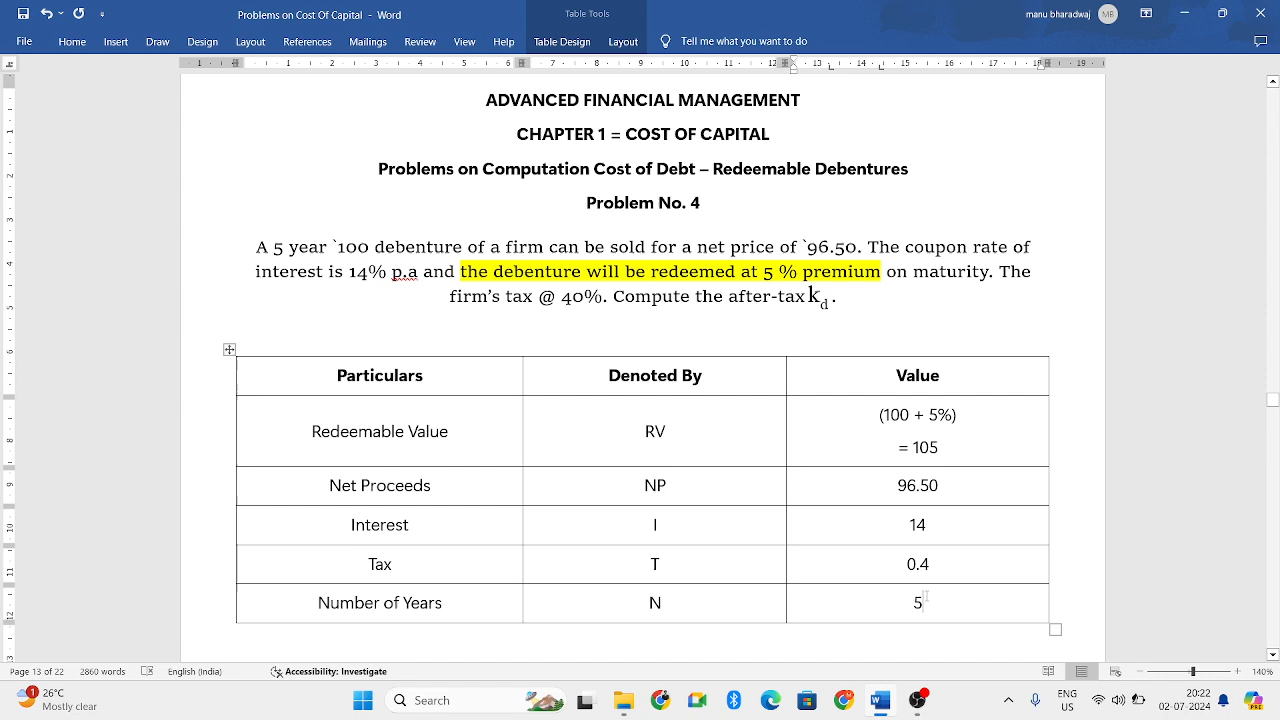 Problems on Computation - Word
Table Tools
manu bharadwaj MB
File Home Insert Draw Design Layout References Mailings Review View Help Table Design Layout Tell me what you want to do
ADVANCED FINANCIAL MANAGEMENT
CHAPTER 1 = COST OF CAPITAL
Problems on Computation Cost of Debt – Redeemable Debentures
Problem No. 4
A 5 year `100 debenture of a firm can be sold for a net price of `96.50. The coupon rate of
interest is 14% p.a and the debenture will be redeemed at 5 % premium on maturity. The
firm's tax @ 40%. Compute the after-tax kd .
Particulars Denoted By Value
Redeemable Value RV (100 + 5%)
= 105
Net Proceeds NP 96.50
Interest I 14
Tax T 0.4
Number of Years N 5
Page 13 of 22 2860 words English (India) Accessibility: Investigate 140%
1 26°C
Mostly clear
Search
ENG
US
20:22
02-07-2024